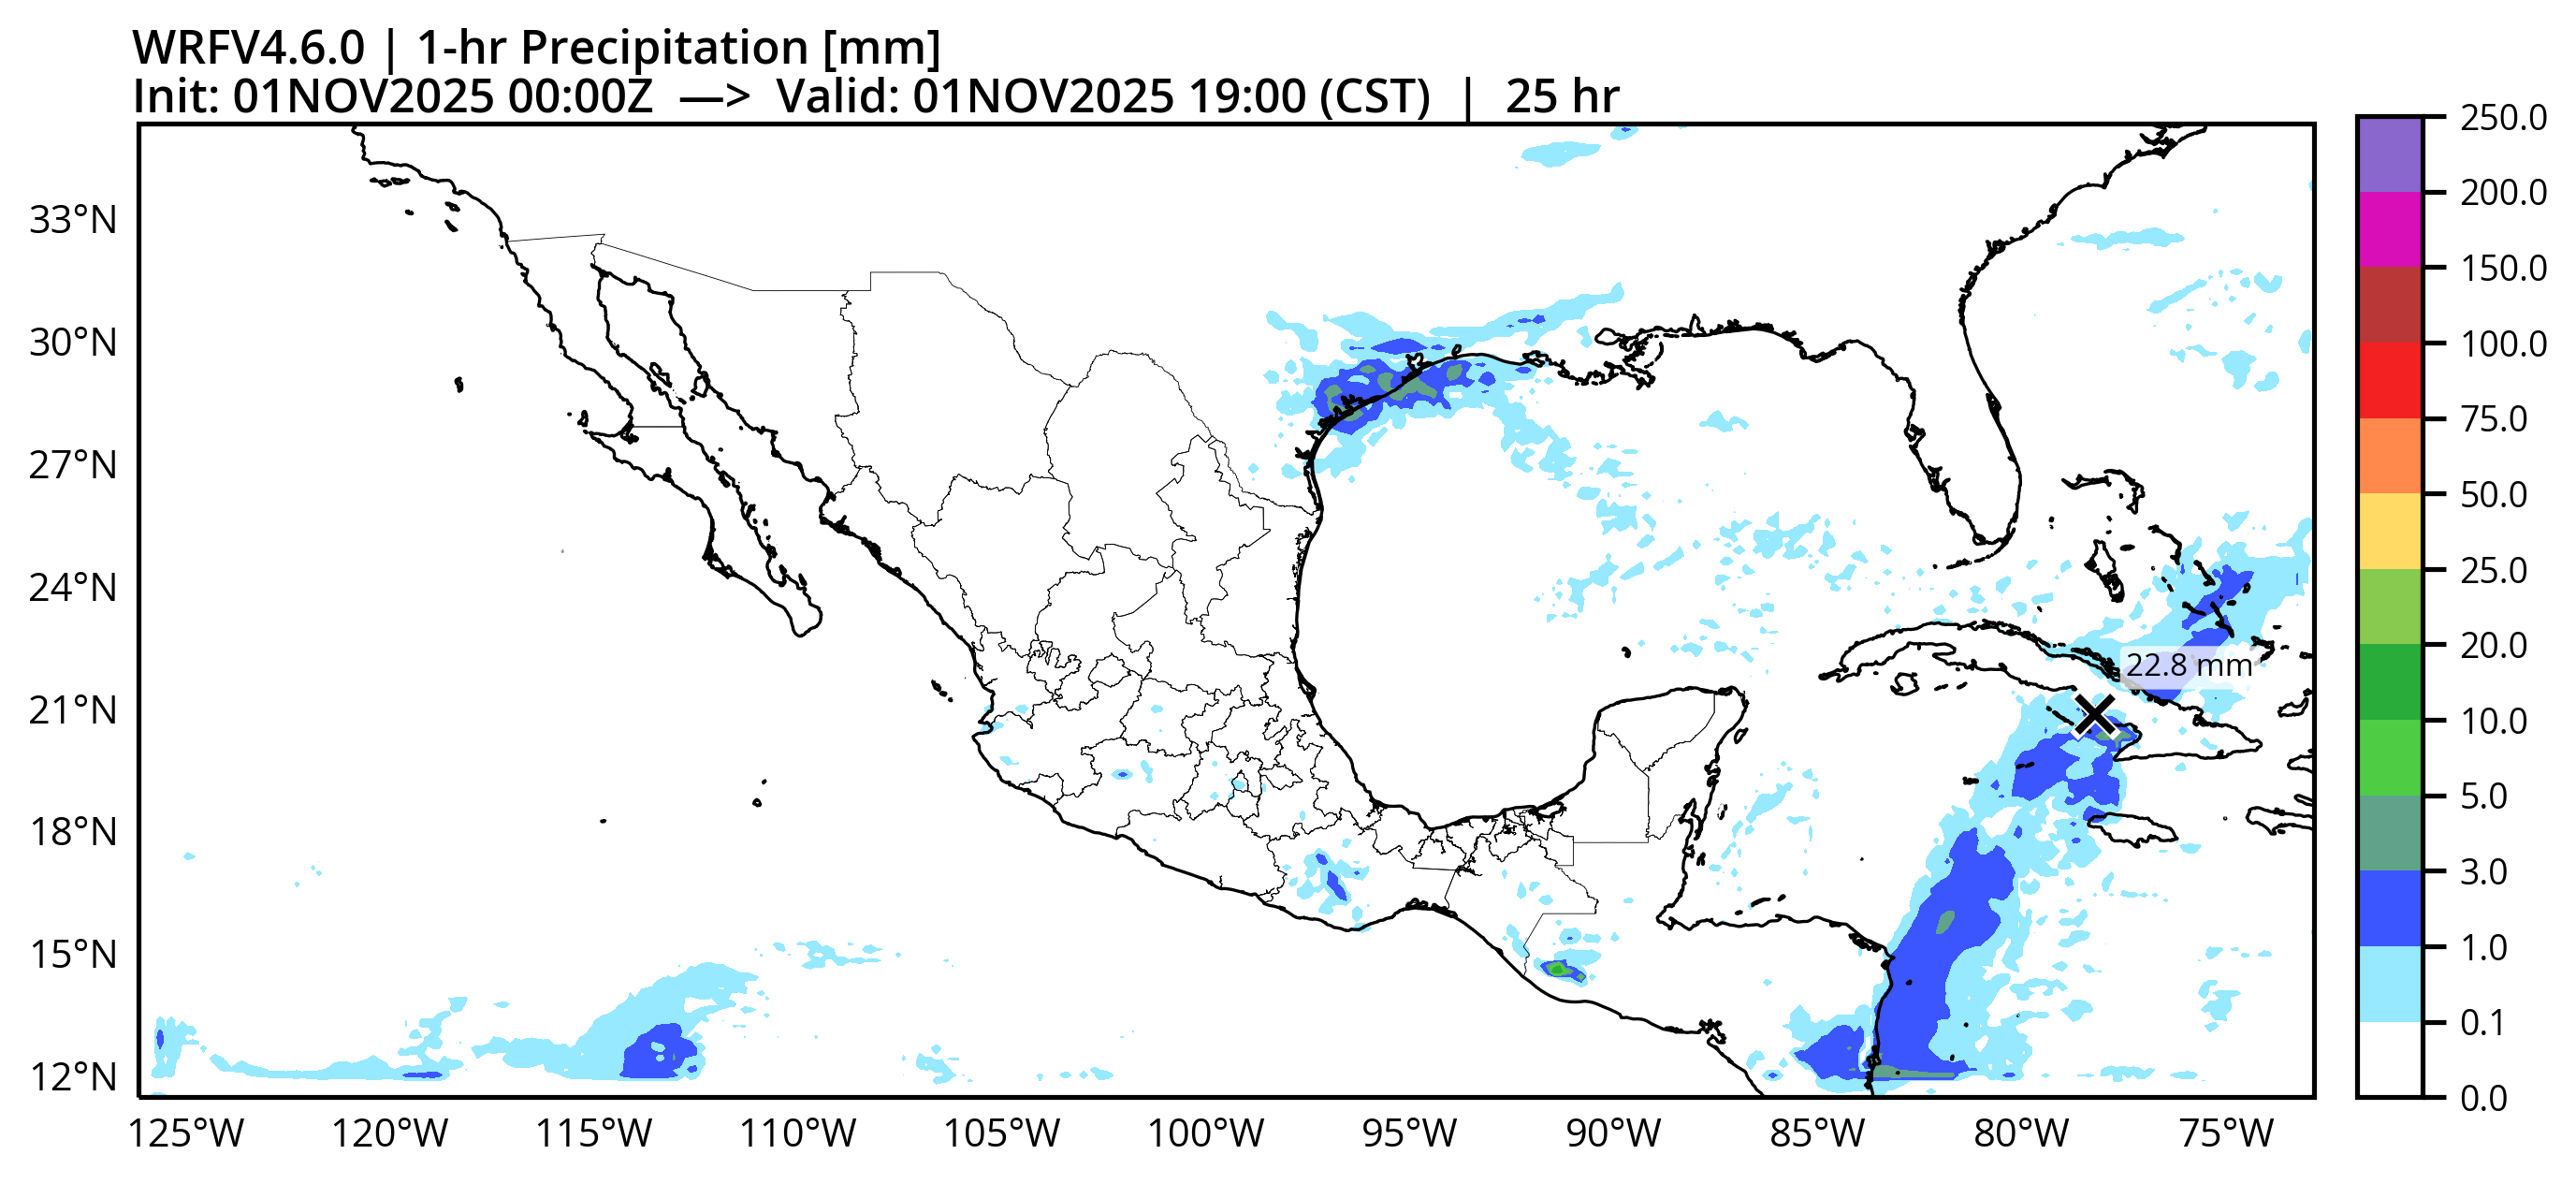 WRFV4.6.0 | 1-hr Precipitation [mm]
Init: 01NOV2025 00:00Z —> Valid: 01NOV2025 19:00 (CST) | 25 hr
250.0
200.0
150.0
100.0
75.0
50.0
25.0
20.0
10.0
5.0
3.0
1.0
0.1
0.0
33°N
30°N
27°N
24°N
21°N
18°N
15°N
12°N
22.8 mm
125°W
120°W
115°W
110°W
105°W
100°W
95°W
90°W
85°W
80°W
75°W